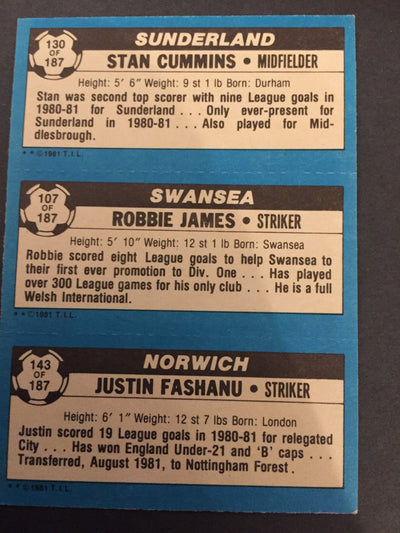 130
OF
187
SUNDERLAND
STAN CUMMINS • MIDFIELDER
Height: 5' 6" Weight: 9 st 1 lb Born: Durham
Stan was second top scorer with nine League goals in
1980-81 for Sunderland . . . Only ever-present for
Sunderland in 1980-81 . . . Also played for Mid-
dlesbrough.
* * © 1981 T.I.L.
107
OF
187
SWANSEA
ROBBIE JAMES • STRIKER
Height: 5' 10" Weight: 12 st 1 lb Born: Swansea
Robbie scored eight League goals to help Swansea to
their first ever promotion to Div. One . . . Has played
over 300 League games for his only club . . . He is a full
Welsh International.
* * © 1981 T.I.L.
143
OF
187
NORWICH
JUSTIN FASHANU • STRIKER
Height: 6' 1" Weight: 12 st 7 lbs Born: London
Justin scored 19 League goals in 1980-81 for relegated
City . . . Has won England Under-21 and 'B' caps . . .
Transferred, August 1981, to Nottingham Forest.
* * © 1981 T.I.L.